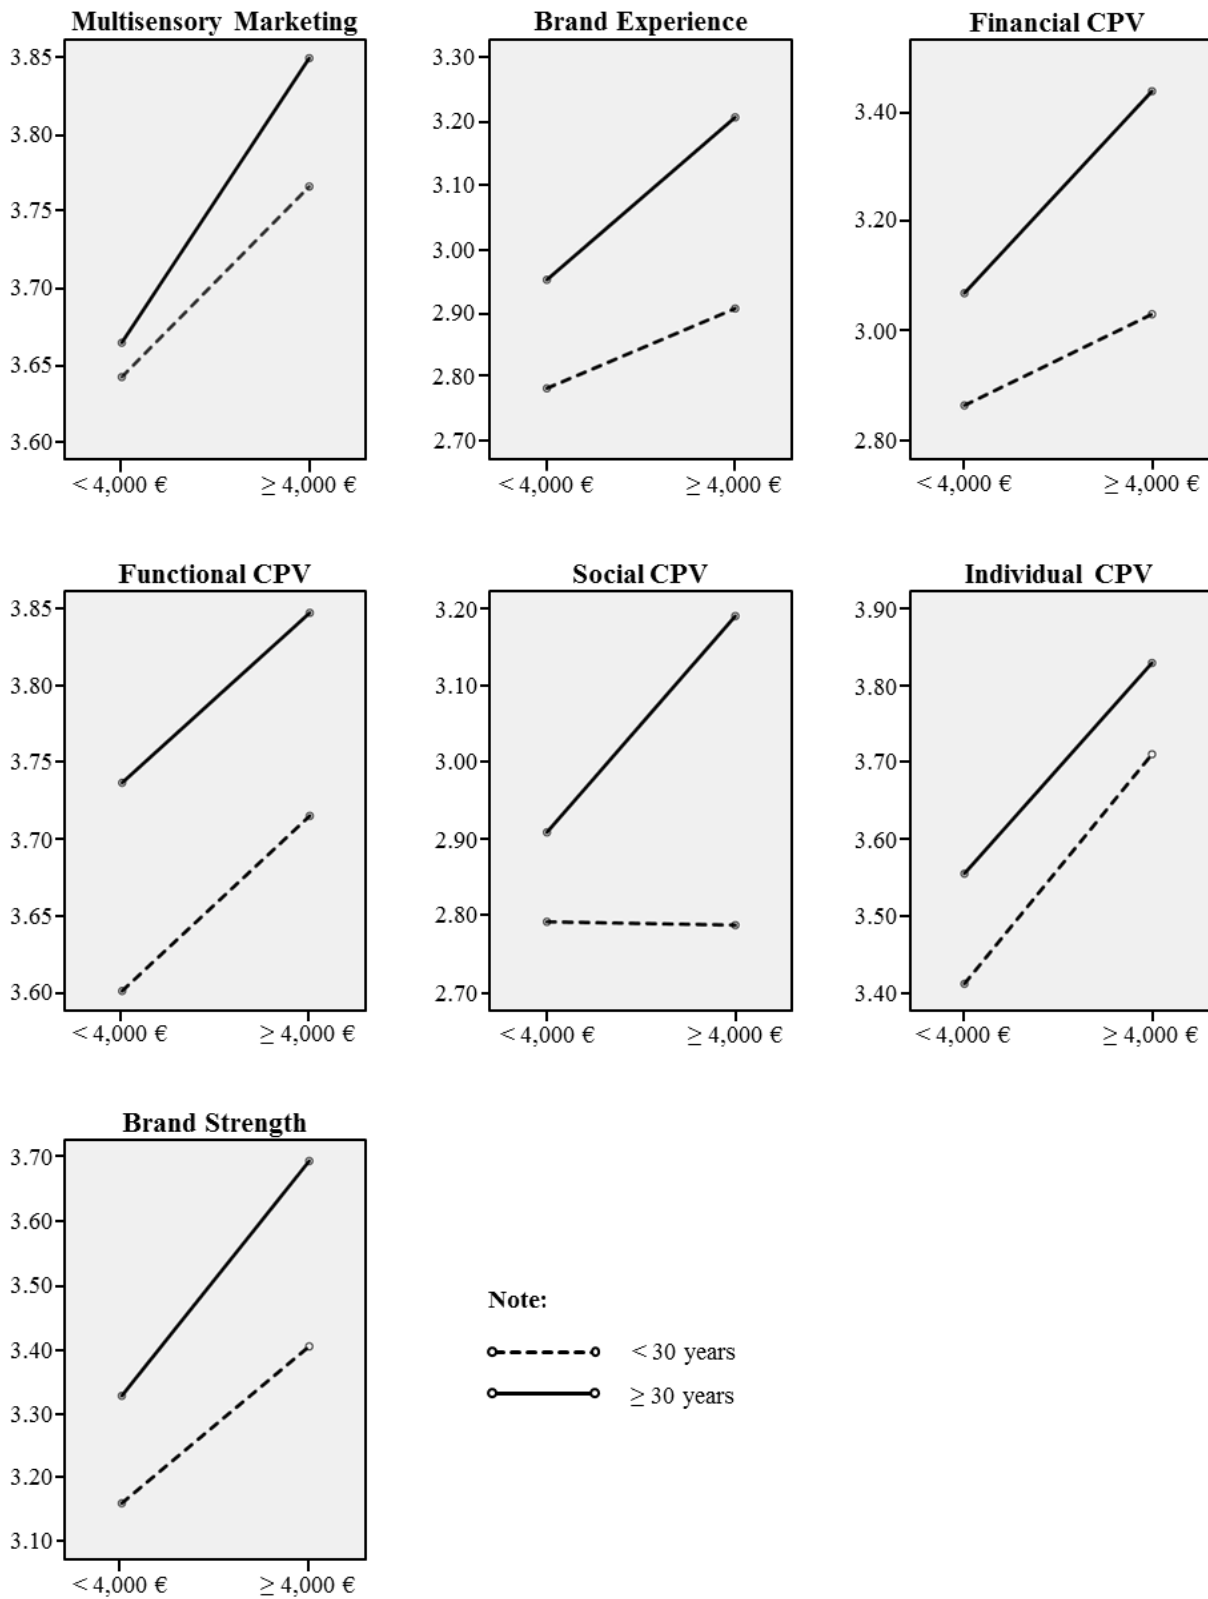 Multisensory Marketing
3.85
3.80
3.75
3.70
3.65
3.60
< 4,000 € ≥ 4,000 €
Brand Experience
3.30
3.20
3.10
3.00
2.90
2.80
2.70
< 4,000 € ≥ 4,000 €
Financial CPV
3.40
3.20
3.00
2.80
< 4,000 € ≥ 4,000 €
Functional CPV
3.85
3.80
3.75
3.70
3.65
3.60
< 4,000 € ≥ 4,000 €
Social CPV
3.20
3.10
3.00
2.90
2.80
2.70
< 4,000 € ≥ 4,000 €
Individual CPV
3.90
3.80
3.70
3.60
3.50
3.40
< 4,000 € ≥ 4,000 €
Brand Strength
3.70
3.60
3.50
3.40
3.30
3.20
3.10
< 4,000 € ≥ 4,000 €
Note:
< 30 years
≥ 30 years